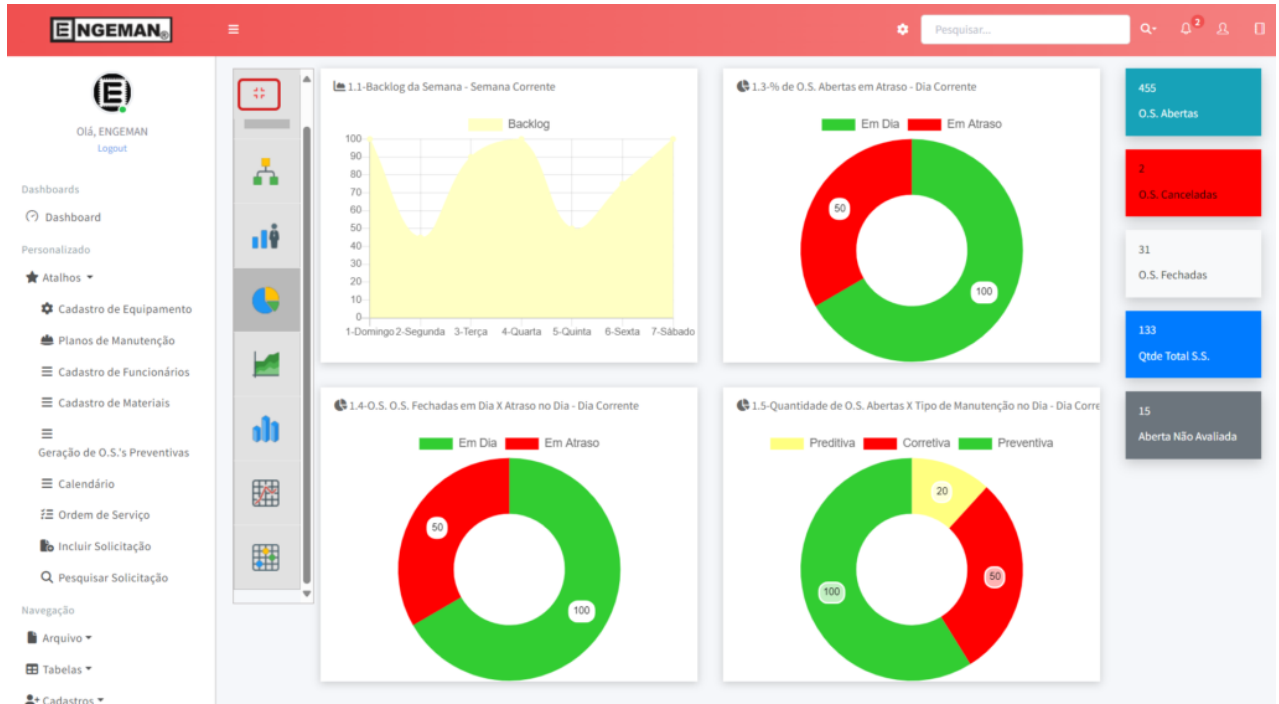 ENGEMAN®
Pesquisar...
2
Olá, ENGEMAN
Logout
Dashboards
Dashboard
Personalizado
Atalhos
Cadastro de Equipamento
Planos de Manutenção
Cadastro de Funcionários
Cadastro de Materiais
Geração de O.S.'s Preventivas
Calendário
Ordem de Serviço
Incluir Solicitação
Pesquisar Solicitação
Navegação
Arquivo
Tabelas
Cadastros
1.1-Backlog da Semana - Semana Corrente
Backlog
100
90
80
70
60
50
40
30
20
10
0
1-Domingo 2-Segunda 3-Terça 4-Quarta 5-Quinta 6-Sexta 7-Sábado
1.3-% de O.S. Abertas em Atraso - Dia Corrente
Em Dia Em Atraso
50
100
1.4-O.S. O.S. Fechadas em Dia X Atraso no Dia - Dia Corrente
Em Dia Em Atraso
50
100
1.5-Quantidade de O.S. Abertas X Tipo de Manutenção no Dia - Dia Corre
Preditiva Corretiva Preventiva
20
50
100
455
O.S. Abertas
2
O.S. Canceladas
31
O.S. Fechadas
133
Qtde Total S.S.
15
Aberta Não Avaliada